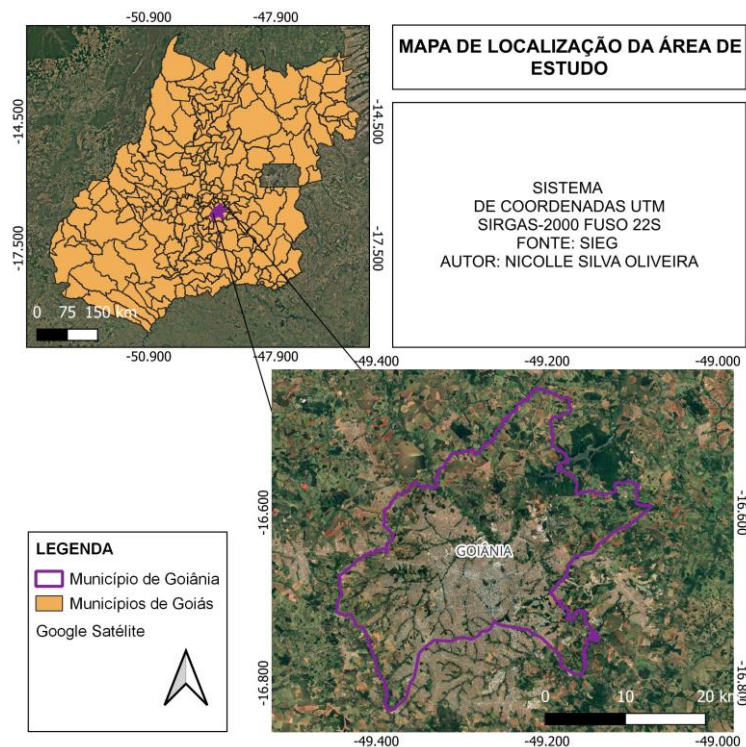 -50.900 -47.900
-14.500
-14.500
-17.500
-17.500
0 75 150 km
-50.900 -47.900
MAPA DE LOCALIZAÇÃO DA ÁREA DE
ESTUDO
SISTEMA
DE COORDENADAS UTM
SIRGAS-2000 FUSO 22S
FONTE: SIEG
AUTOR: NICOLLE SILVA OLIVEIRA
-49.400 -49.200 -49.000
-16.600
-16.600
GOIÂNIA
-16.800
-16.800
0 10 20 km
-49.400 -49.200 -49.000
LEGENDA
Município de Goiânia
Municípios de Goiás
Google Satélite